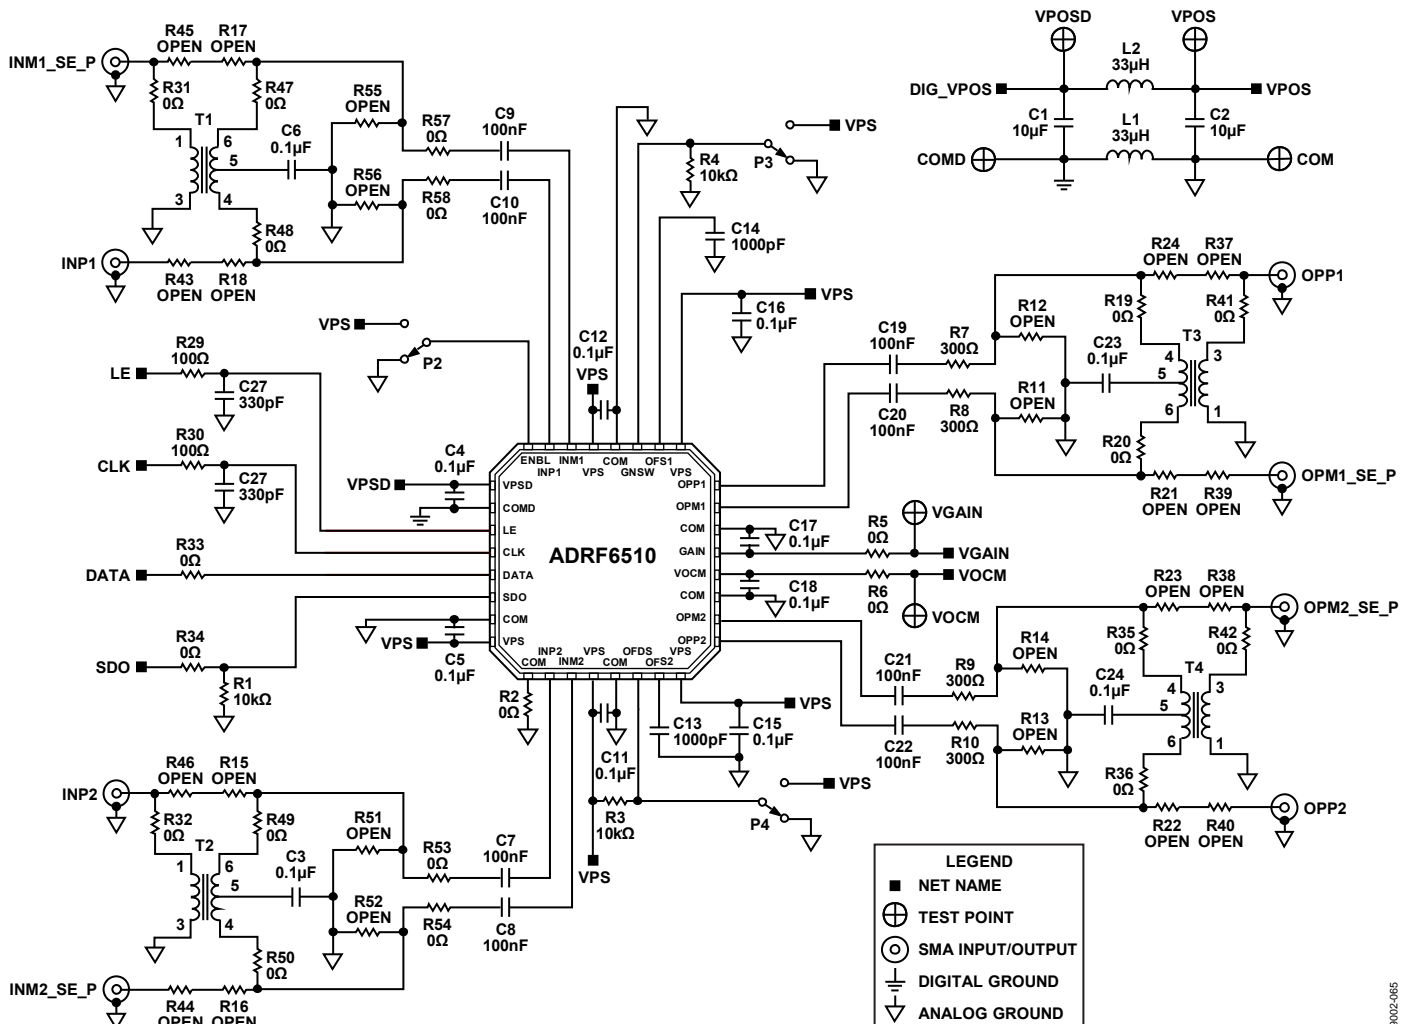 INM1_SE_P
R45
OPEN
R17
OPEN
R31
0Ω
R47
0Ω
T1
1
6
5
3
4
C6
0.1µF
R55
OPEN
R56
OPEN
R57
0Ω
R58
0Ω
C9
100nF
C10
100nF
R48
0Ω
INP1
R43
OPEN
R18
OPEN
R4
10kΩ
P3
VPS
C14
1000pF
C16
0.1µF
VPS
VPOSD
VPOS
L2
33µH
DIG_VPOS
VPOS
C1
10µF
L1
33µH
C2
10µF
COMD
COM
VPS
P2
C12
0.1µF
VPS
R29
100Ω
LE
C27
330pF
R30
100Ω
CLK
C27
330pF
C4
0.1µF
VPSD
R33
0Ω
DATA
R34
0Ω
SDO
R1
10kΩ
VPS
C5
0.1µF
ENBL
INP1
INM1
VPS
COM
GNSW
OFS1
VPS
VPSD
COMD
LE
CLK
DATA
SDO
COM
VPS
ADRF6510
OPP1
OPM1
COM
GAIN
VOCM
COM
OPM2
OPP2
COM
INP2
INM2
VPS
COM
OFDS
OFS2
VPS
C19
100nF
R7
300Ω
C20
100nF
R8
300Ω
R12
OPEN
R11
OPEN
C23
0.1µF
R24
OPEN
R37
OPEN
OPP1
R19
0Ω
R41
0Ω
T3
4
3
5
6
1
R20
0Ω
R21
OPEN
R39
OPEN
OPM1_SE_P
C17
0.1µF
R5
0Ω
VGAIN
VGAIN
C18
0.1µF
R6
0Ω
VOCM
VOCM
C21
100nF
R9
300Ω
C22
100nF
R10
300Ω
R14
OPEN
R13
OPEN
C24
0.1µF
R23
OPEN
R38
OPEN
OPM2_SE_P
R35
0Ω
R42
0Ω
T4
4
3
5
6
1
R36
0Ω
R22
OPEN
R40
OPEN
OPP2
R2
0Ω
C11
0.1µF
C13
1000pF
C15
0.1µF
VPS
R3
10kΩ
VPS
P4
VPS
INP2
R46
OPEN
R15
OPEN
R32
0Ω
R49
0Ω
T2
1
6
5
3
4
C3
0.1µF
R51
OPEN
R52
OPEN
R53
0Ω
R54
0Ω
C7
100nF
C8
100nF
R50
0Ω
INM2_SE_P
R44
OPEN
R16
OPEN
LEGEND
NET NAME
TEST POINT
SMA INPUT/OUTPUT
DIGITAL GROUND
ANALOG GROUND